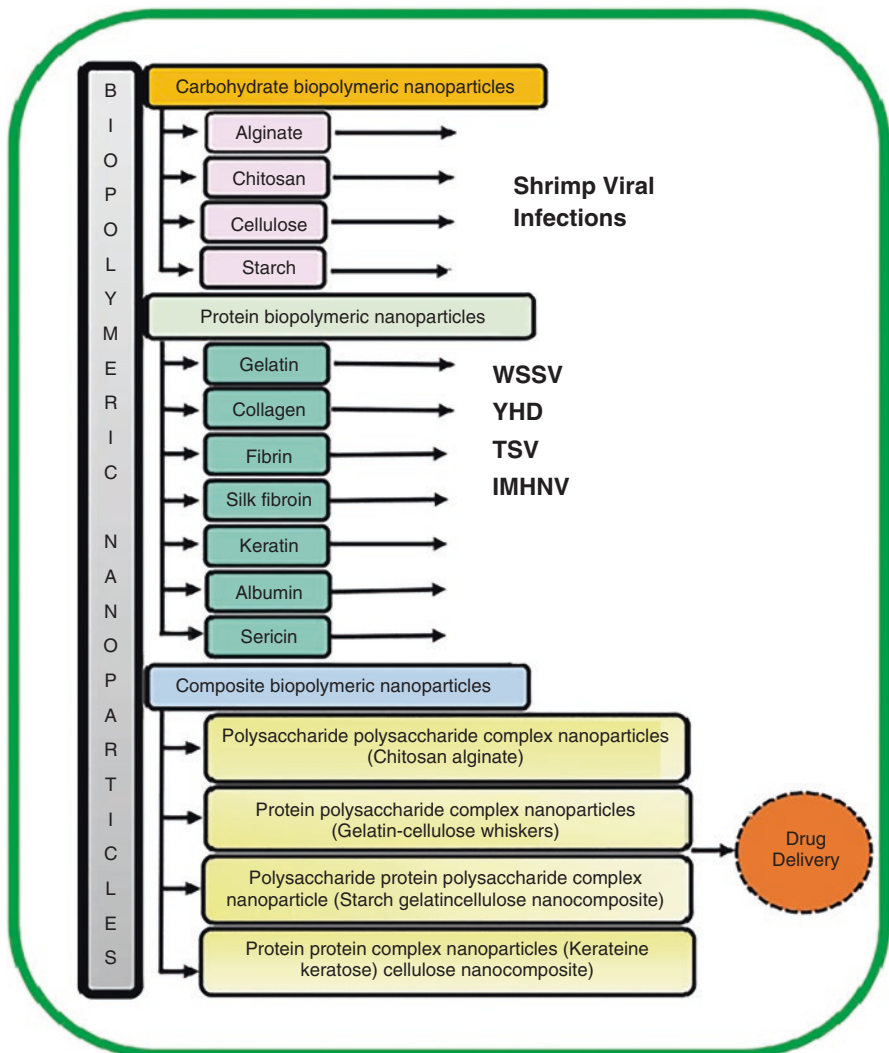 BIOPOLYMERIC NANOPARTICLES
Carbohydrate biopolymeric nanoparticles
Alginate
Chitosan
Cellulose
Starch
Shrimp Viral
Infections
Protein biopolymeric nanoparticles
Gelatin
Collagen
Fibrin
Silk fibroin
Keratin
Albumin
Sericin
WSSV
YHD
TSV
IMHNV
Composite biopolymeric nanoparticles
Polysaccharide polysaccharide complex nanoparticles
(Chitosan alginate)
Protein polysaccharide complex nanoparticles
(Gelatin-cellulose whiskers)
Polysaccharide protein polysaccharide complex
nanoparticle (Starch gelatincellulose nanocomposite)
Protein protein complex nanoparticles (Kerateine
keratose) cellulose nanocomposite)
Drug
Delivery